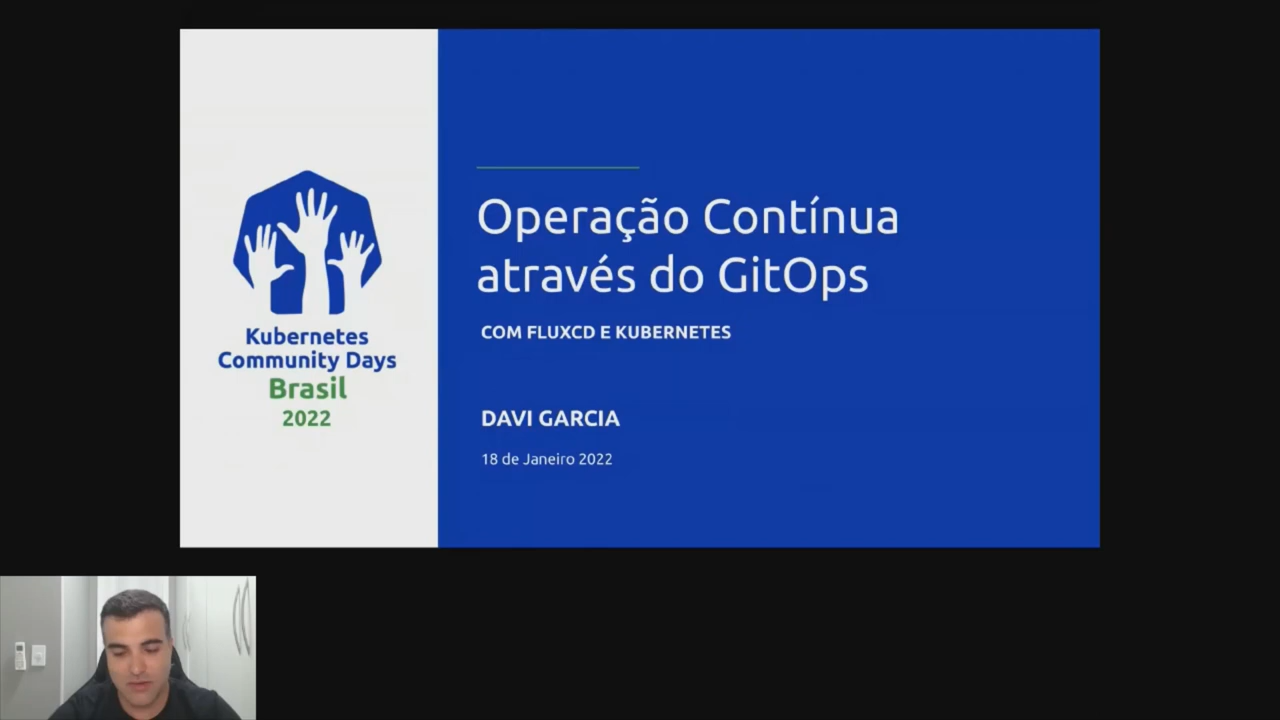 Kubernetes
Community Days
Brasil
2022
Operação Contínua
através do GitOps
COM FLUXCD E KUBERNETES
DAVI GARCIA
18 de Janeiro 2022